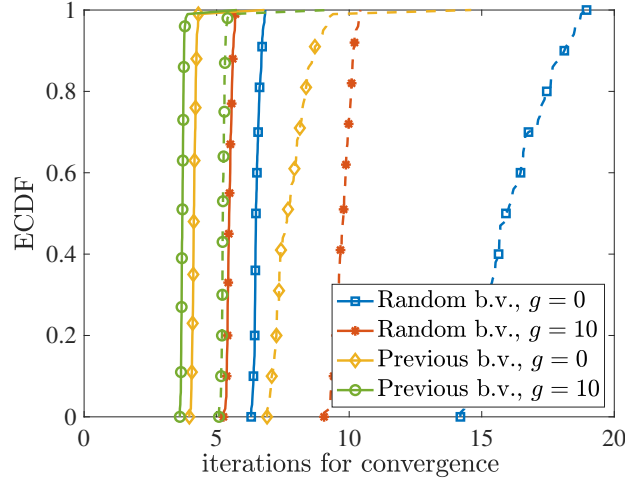 1
0.8
0.6
0.4
0.2
0
ECDF
Random b.v., g = 0
Random b.v., g = 10
Previous b.v., g = 0
Previous b.v., g = 10
0 5 10 15 20
iterations for convergence